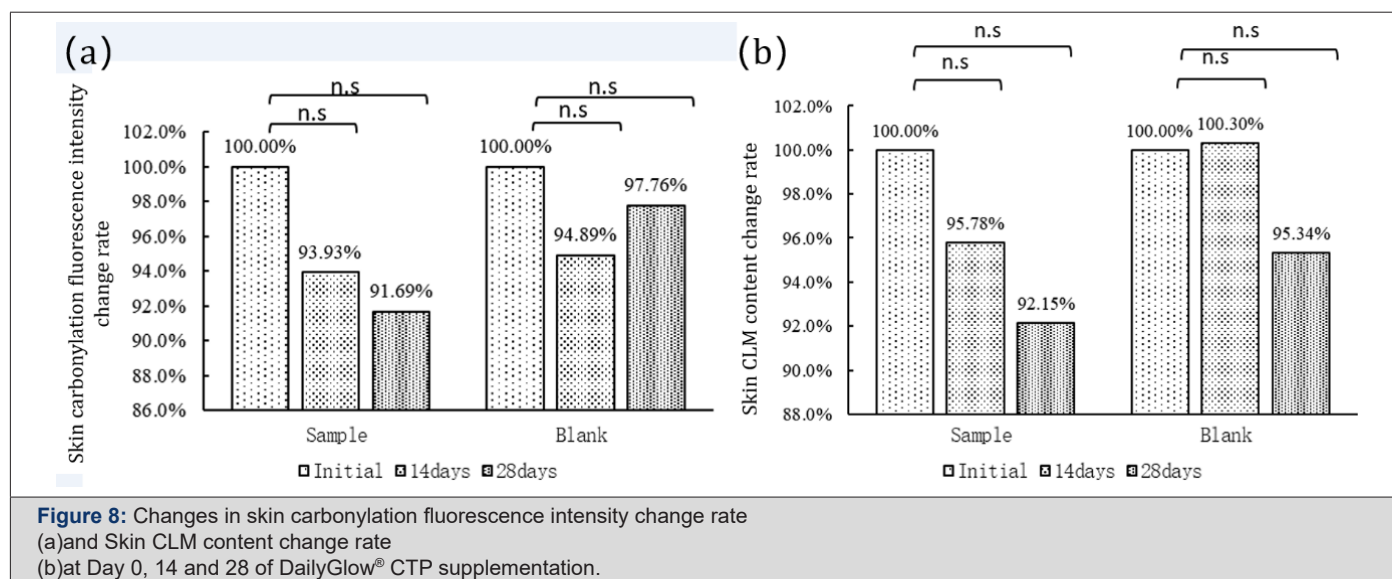 (a)
Skin carbonylation fluorescence intensity
change rate
n.s
n.s
n.s
n.s
102.0%
100.0%
98.0%
96.0%
94.0%
92.0%
90.0%
88.0%
86.0%
100.00%
93.93%
91.69%
100.00%
94.89%
97.76%
Sample
Blank
Initial 14days 28days
(b)
Skin CLM content change rate
n.s
n.s
n.s
n.s
102.0%
100.0%
98.0%
96.0%
94.0%
92.0%
90.0%
88.0%
100.00%
95.78%
92.15%
100.00%
100.30%
95.34%
Sample
Blank
Initial 14days 28days
Figure 8: Changes in skin carbonylation fluorescence intensity change rate
(a)and Skin CLM content change rate
(b)at Day 0, 14 and 28 of DailyGlow® CTP supplementation.